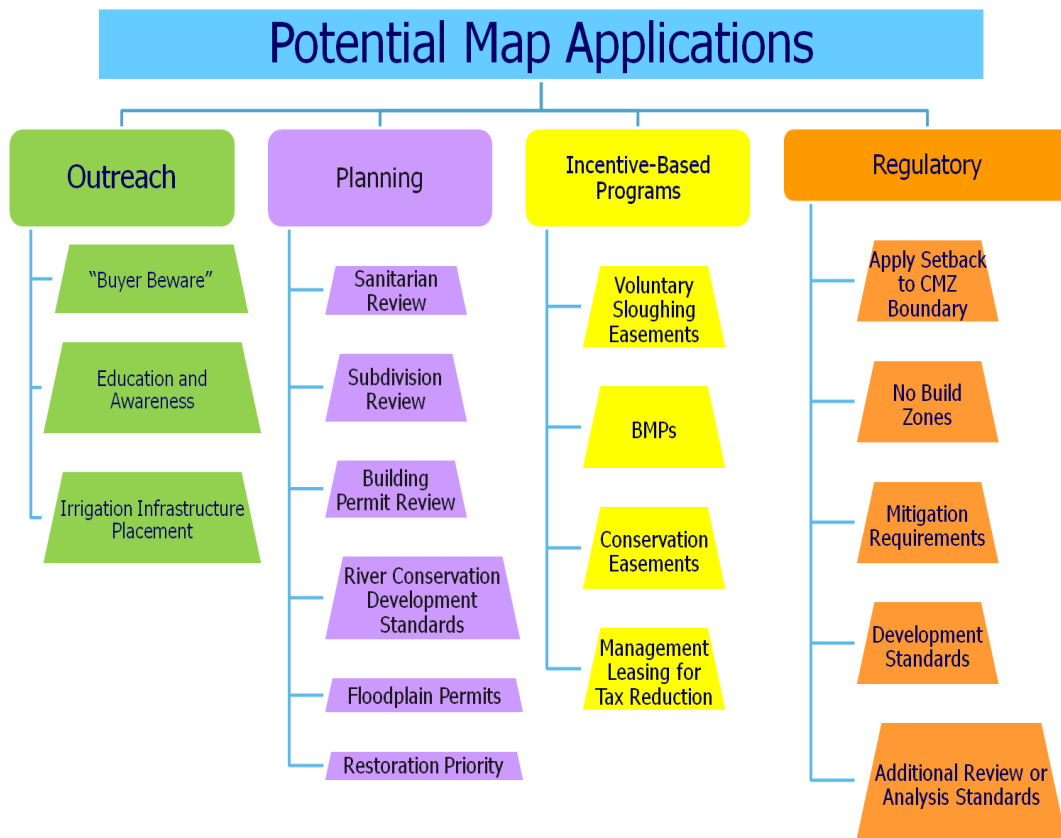 Potential Map Applications
Outreach
"Buyer Beware"
Education and
Awareness
Irrigation Infrastructure
Placement
Planning
Sanitarian
Review
Subdivision
Review
Building
Permit Review
River Conservation
Development
Standards
Floodplain Permits
Restoration Priority
Incentive-Based
Programs
Voluntary
Sloughing
Easements
BMPs
Conservation
Easements
Management
Leasing for
Tax Reduction
Regulatory
Apply Setback
to CMZ
Boundary
No Build
Zones
Mitigation
Requirements
Development
Standards
Additional Review or
Analysis Standards